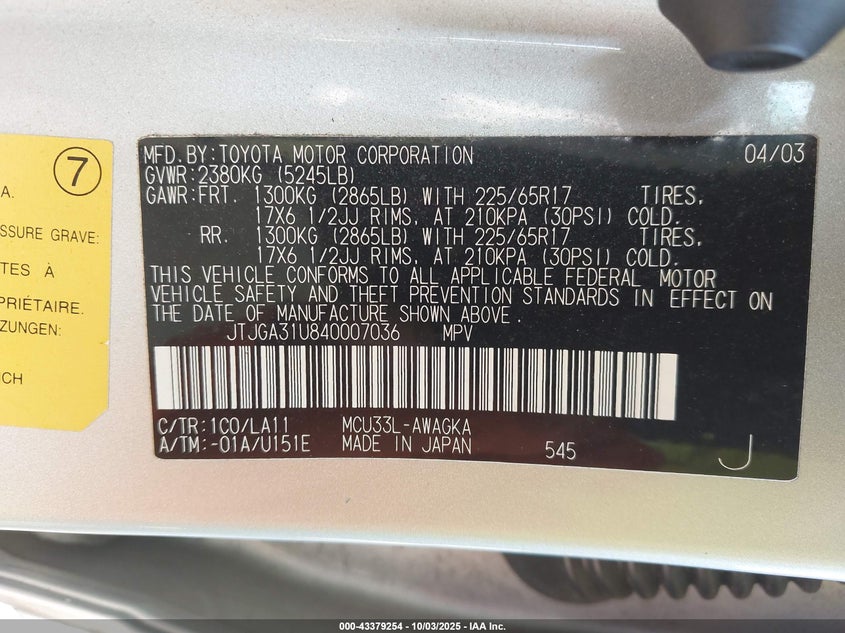 7
A.
SSURE GRAVE:
TES À
PRIÉTAIRE.
ZUNGEN:
ICH
MFD.BY:TOYOTA MOTOR CORPORATION 04/03
GVWR:2380KG (5245LB)
GAWR:FRT. 1300KG (2865LB) WITH 225/65R17 TIRES,
17X6 1/2JJ RIMS, AT 210KPA (30PSI) COLD.
RR. 1300KG (2865LB) WITH 225/65R17 TIRES,
17X6 1/2JJ RIMS, AT 210KPA (30PSI) COLD.
THIS VEHICLE CONFORMS TO ALL APPLICABLE FEDERAL MOTOR
VEHICLE SAFETY AND THEFT PREVENTION STANDARDS IN EFFECT ON
THE DATE OF MANUFACTURE SHOWN ABOVE.
JTJGA31U840007036 MPV
C/TR:1C0/LA11 MCU33L-AWAGKA
A/TM:-01A/U151E MADE IN JAPAN 545 J
000-43379254 - 10/03/2025 - IAA Inc.